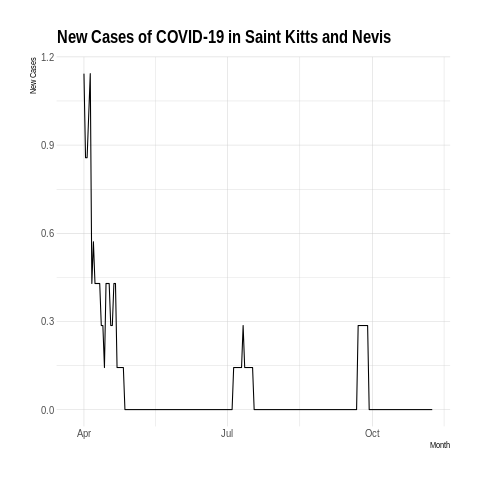 New Cases of COVID-19 in Saint Kitts and Nevis
New Cases
1.2
0.9
0.6
0.3
0.0
Apr
Jul
Oct
Month